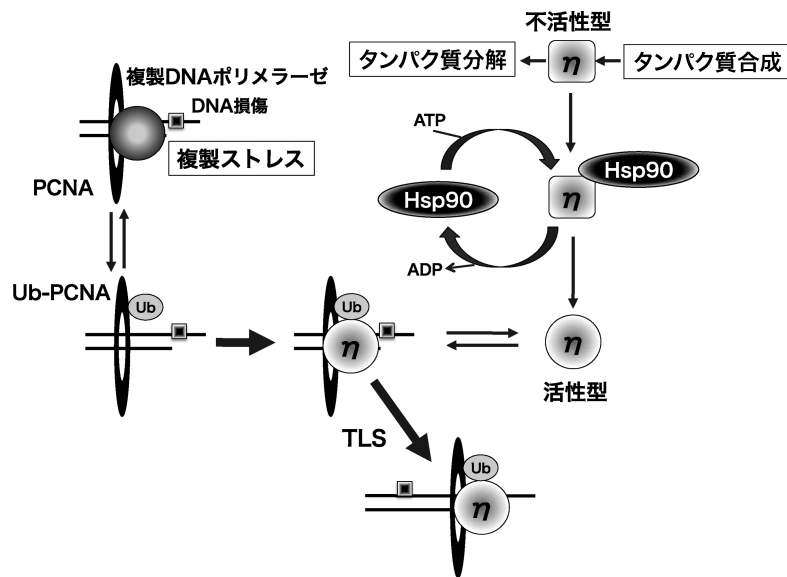 不活性型
タンパク質分解
η
タンパク質合成
複製DNAポリメラーゼ
DNA損傷
複製ストレス
PCNA
ATP
Hsp90
Hsp90
η
ADP
Ub-PCNA
Ub
Ub
η
η
活性型
TLS
Ub
η